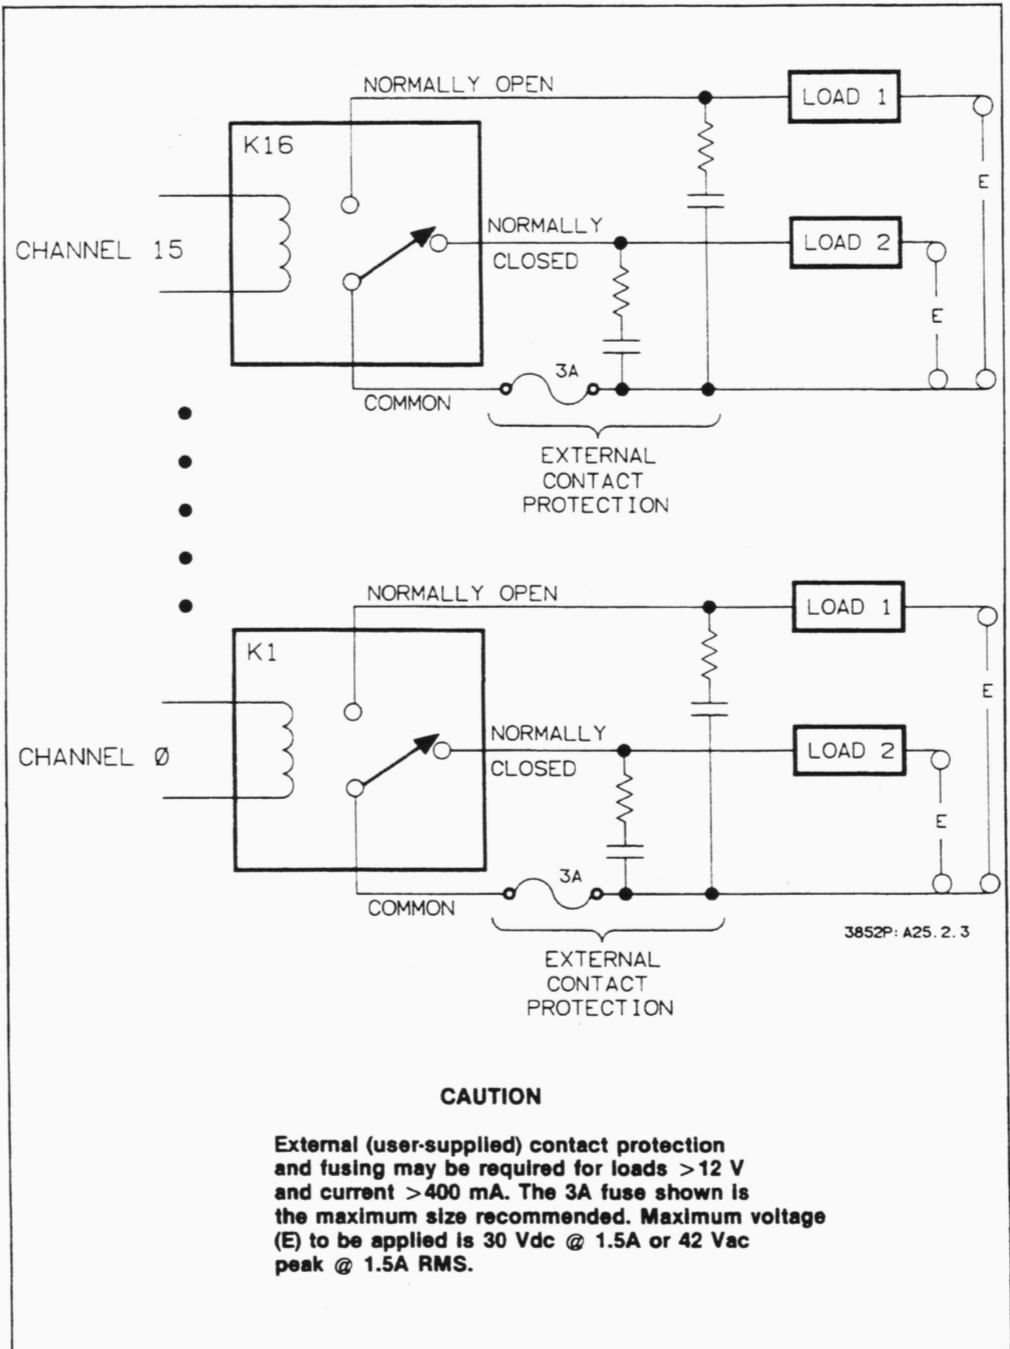 NORMALLY OPEN
LOAD 1
K16
E
NORMALLY
CLOSED
LOAD 2
CHANNEL 15
E
3A
COMMON
EXTERNAL
CONTACT
PROTECTION
NORMALLY OPEN
LOAD 1
K1
E
NORMALLY
CLOSED
LOAD 2
CHANNEL Ø
E
3A
COMMON
3852P: A25.2.3
EXTERNAL
CONTACT
PROTECTION
CAUTION
External (user-supplied) contact protection
and fusing may be required for loads >12 V
and current >400 mA. The 3A fuse shown is
the maximum size recommended. Maximum voltage
(E) to be applied is 30 Vdc @ 1.5A or 42 Vac
peak @ 1.5A RMS.